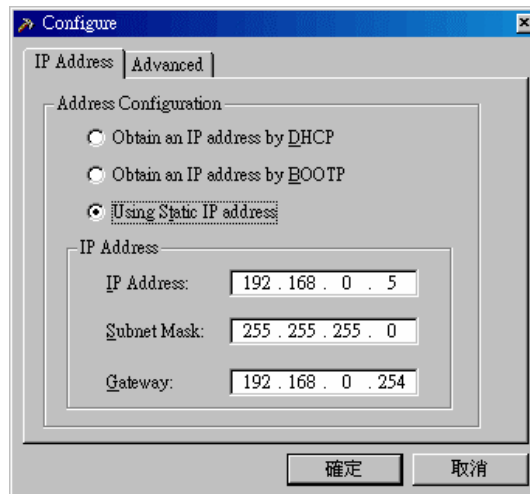 Configure
IP Address Advanced
Address Configuration
Obtain an IP address by DHCP
Obtain an IP address by BOOTP
Using Static IP address
IP Address
IP Address: 192 . 168 . 0 . 5
Subnet Mask: 255 . 255 . 255 . 0
Gateway: 192 . 168 . 0 . 254
確定 取消